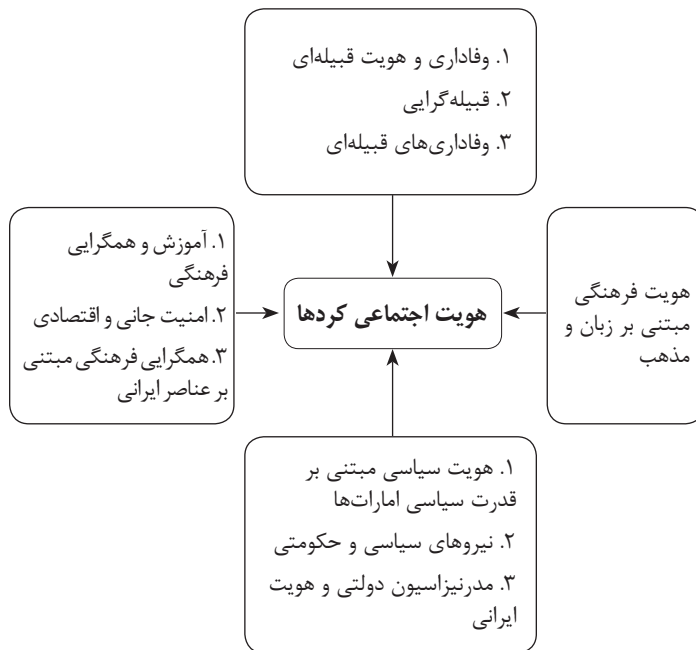 ۱. وفاداری و هویت قبیله‌ای
۲. قبیله‌گرایی
۳. وفاداری‌های قبیله‌ای
هویت فرهنگی
مبتنی بر زبان و
مذهب
هویت اجتماعی کردها
۱. آموزش و همگرایی
فرهنگی
۲. امنیت جانی و اقتصادی
۳. همگرایی فرهنگی مبتنی
بر عناصر ایرانی
۱. هویت سیاسی مبتنی بر
قدرت سیاسی امارات‌ها
۲. نیروهای سیاسی و حکومتی
۳. مدرنیزاسیون دولتی و هویت
ایرانی